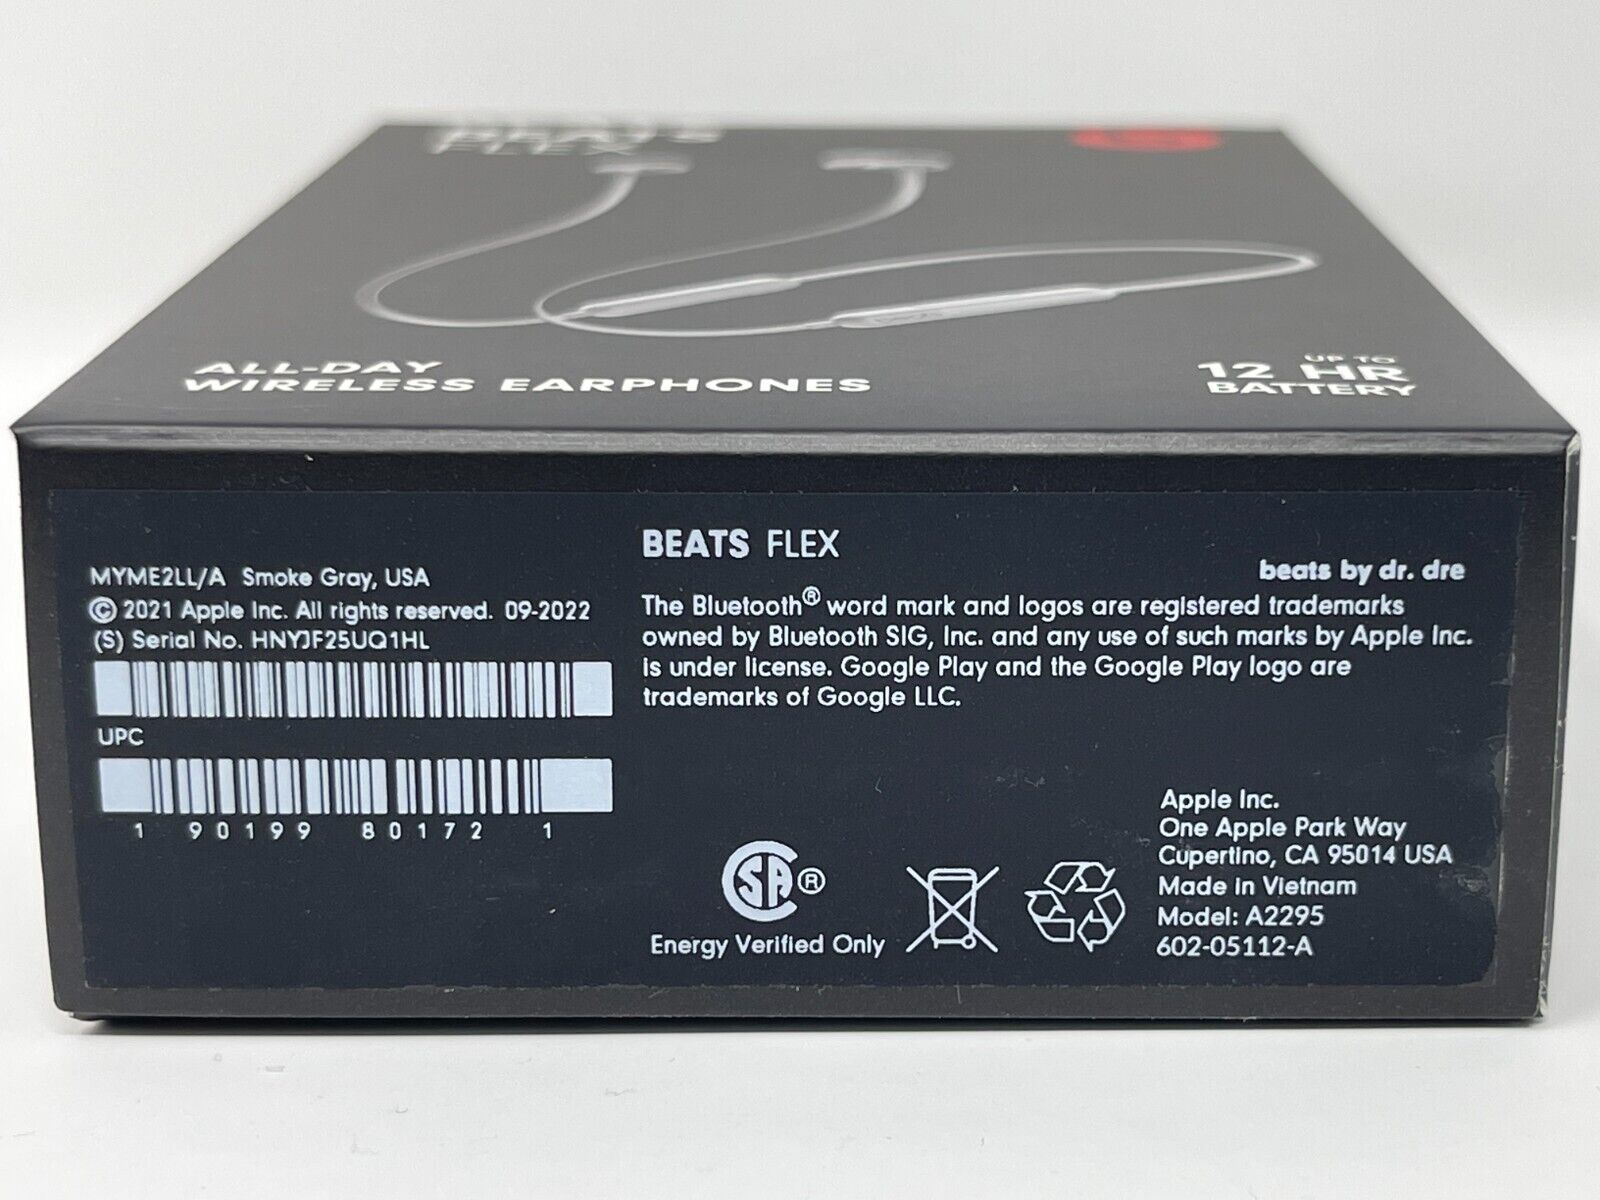 BEATS
FLEX
ALL-DAY
WIRELESS EARPHONES
UP TO
12 HR
BATTERY
MYME2LL/A Smoke Gray, USA
© 2021 Apple Inc. All rights reserved. 09-2022
(S) Serial No. HNYJF25UQ1HL
UPC
1 90199 80172 1
BEATS FLEX
beats by dr. dre
The Bluetooth® word mark and logos are registered trademarks
owned by Bluetooth SIG, Inc. and any use of such marks by Apple Inc.
is under license. Google Play and the Google Play logo are
trademarks of Google LLC.
CSA®
Energy Verified Only
Apple Inc.
One Apple Park Way
Cupertino, CA 95014 USA
Made in Vietnam
Model: A2295
602-05112-A